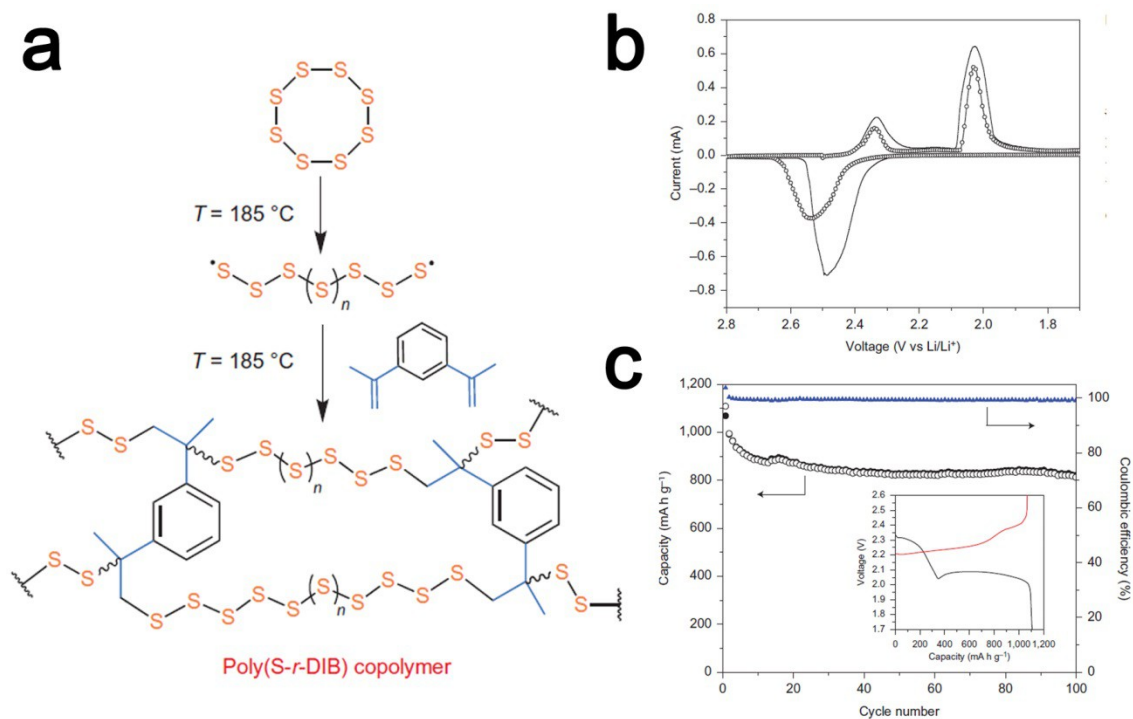 a
S S
S S
S S
S S
T = 185 °C
•S S S S (S)n S S S S•
T = 185 °C
S S S S (S)n S S S S S
S S S S S S (S)n S S S S S S
Poly(S-r-DIB) copolymer
b
Current (mA)
0.8
0.6
0.4
0.2
0.0
–0.2
–0.4
–0.6
–0.8
2.8 2.6 2.4 2.2 2.0 1.8
Voltage (V vs Li/Li⁺)
c
Capacity (mA h g⁻¹)
1,200
1,000
800
600
400
200
0
0 20 40 60 80 100
Cycle number
100
80
60
40
20
0
Coulombic efficiency (%)
Voltage (V)
2.6
2.5
2.4
2.3
2.2
2.1
2.0
1.9
1.8
1.7
0 200 400 600 800 1,000 1,200
Capacity (mA h g⁻¹)